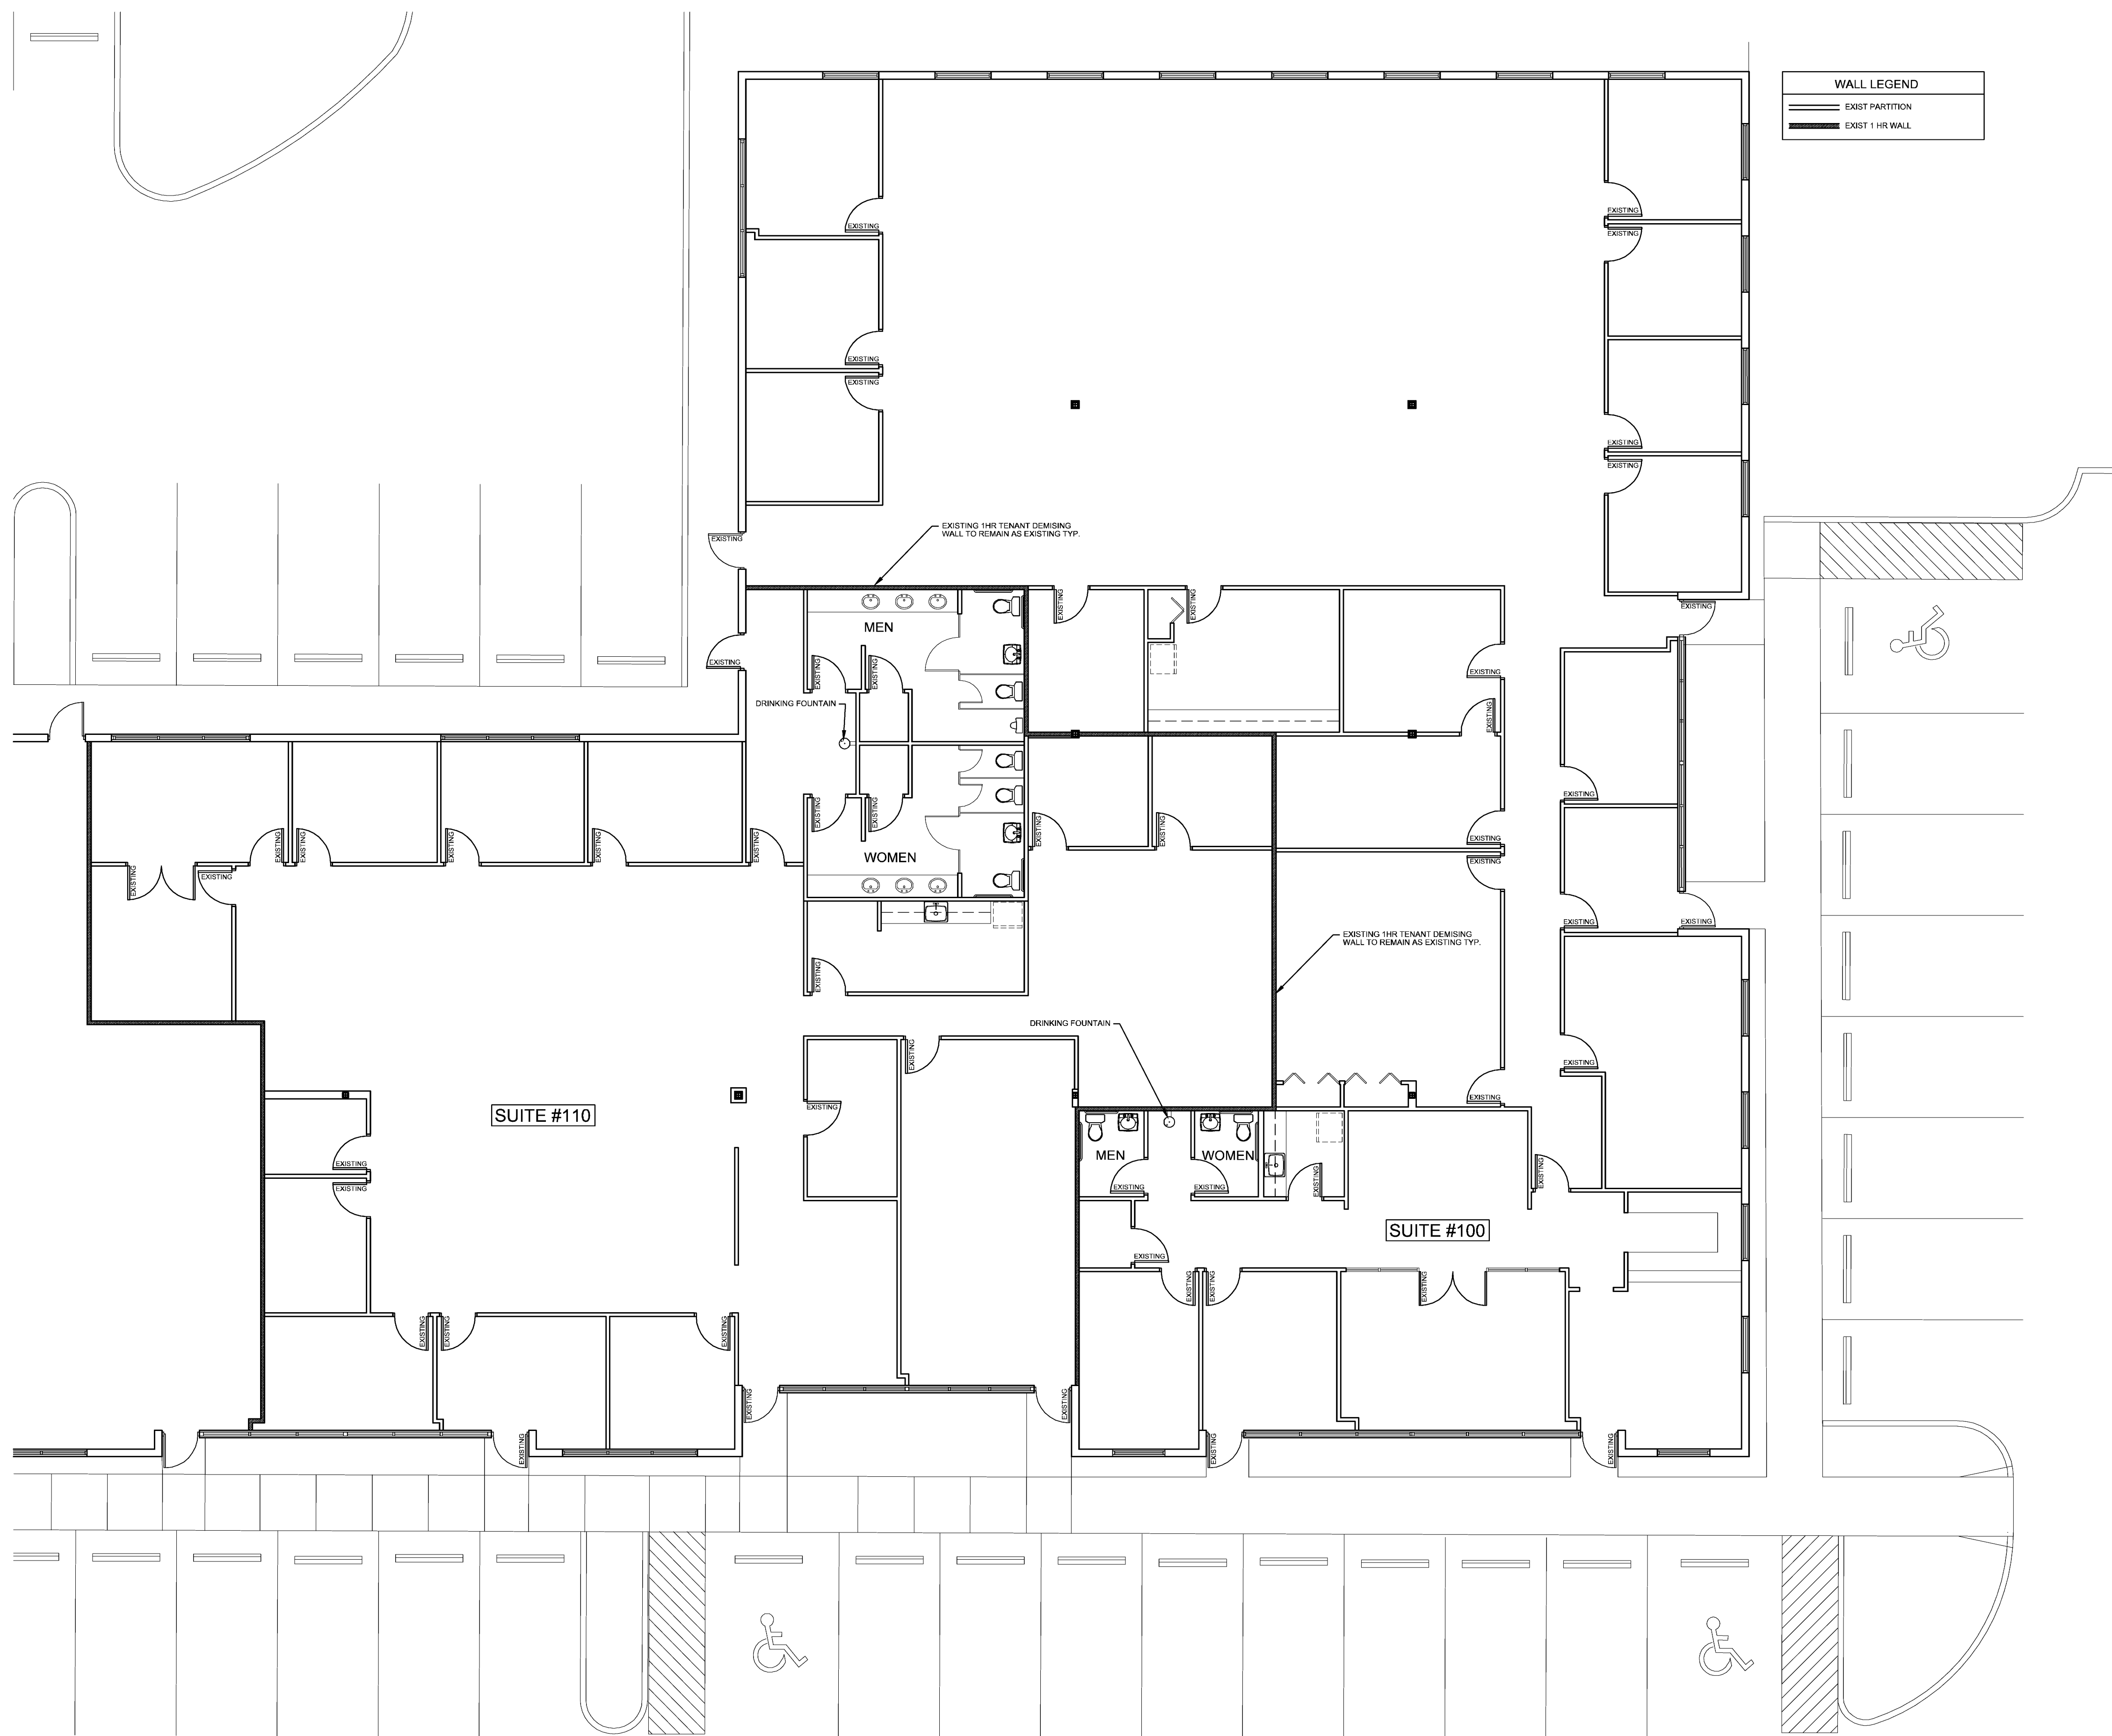 WALL LEGEND
EXIST PARTITION
EXIST 1 HR WALL
EXISTING
EXISTING
EXISTING
EXISTING
EXISTING
EXISTING
EXISTING
EXISTING 1HR TENANT DEMISING
WALL TO REMAIN AS EXISTING TYP.
EXISTING
EXISTING
EXISTING
EXISTING
MEN
EXISTING
EXISTING
EXISTING
EXISTING
DRINKING FOUNTAIN
EXISTING
EXISTING
EXISTING
EXISTING
EXISTING
EXISTING
EXISTING
EXISTING
EXISTING
EXISTING
EXISTING
EXISTING
WOMEN
EXISTING
EXISTING
EXISTING
EXISTING
EXISTING
EXISTING 1HR TENANT DEMISING
WALL TO REMAIN AS EXISTING TYP.
EXISTING
DRINKING FOUNTAIN
EXISTING
EXISTING
EXISTING
EXISTING
SUITE #110
MEN
WOMEN
EXISTING
EXISTING
EXISTING
EXISTING
EXISTING
EXISTING
SUITE #100
EXISTING
EXISTING
EXISTING
EXISTING
EXISTING
EXISTING
EXISTING
EXISTING
EXISTING
EXISTING
EXISTING
EXISTING
EXISTING